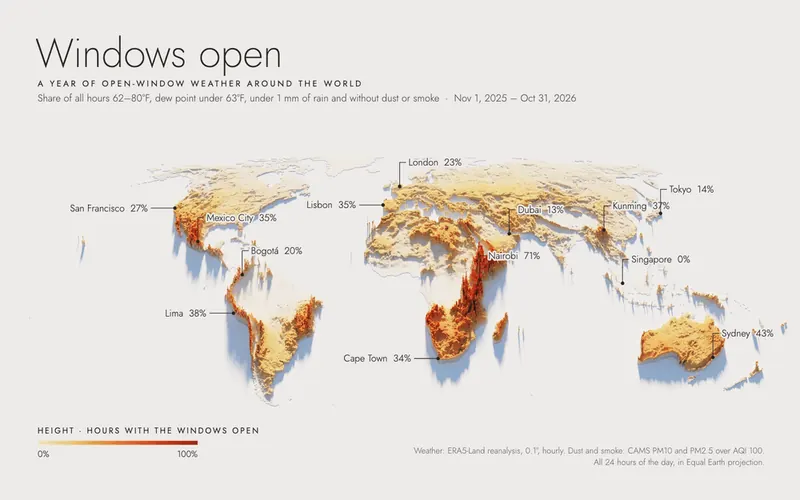 Windows open
A YEAR OF OPEN-WINDOW WEATHER AROUND THE WORLD
Share of all hours 62–80°F, dew point under 63°F, under 1 mm of rain and without dust or smoke · Nov 1, 2025 – Oct 31, 2026
London 23%
Tokyo 14%
San Francisco 27%
Lisbon 35%
Kunming 37%
Mexico City 35%
Dubai 13%
Bogotá 20%
Nairobi 71%
Singapore 0%
Lima 38%
Sydney 43%
Cape Town 34%
HEIGHT · HOURS WITH THE WINDOWS OPEN
0% 100%
Weather: ERA5-Land reanalysis, 0.1°, hourly. Dust and smoke: CAMS PM10 and PM2.5 over AQI 100.
All 24 hours of the day, in Equal Earth projection.